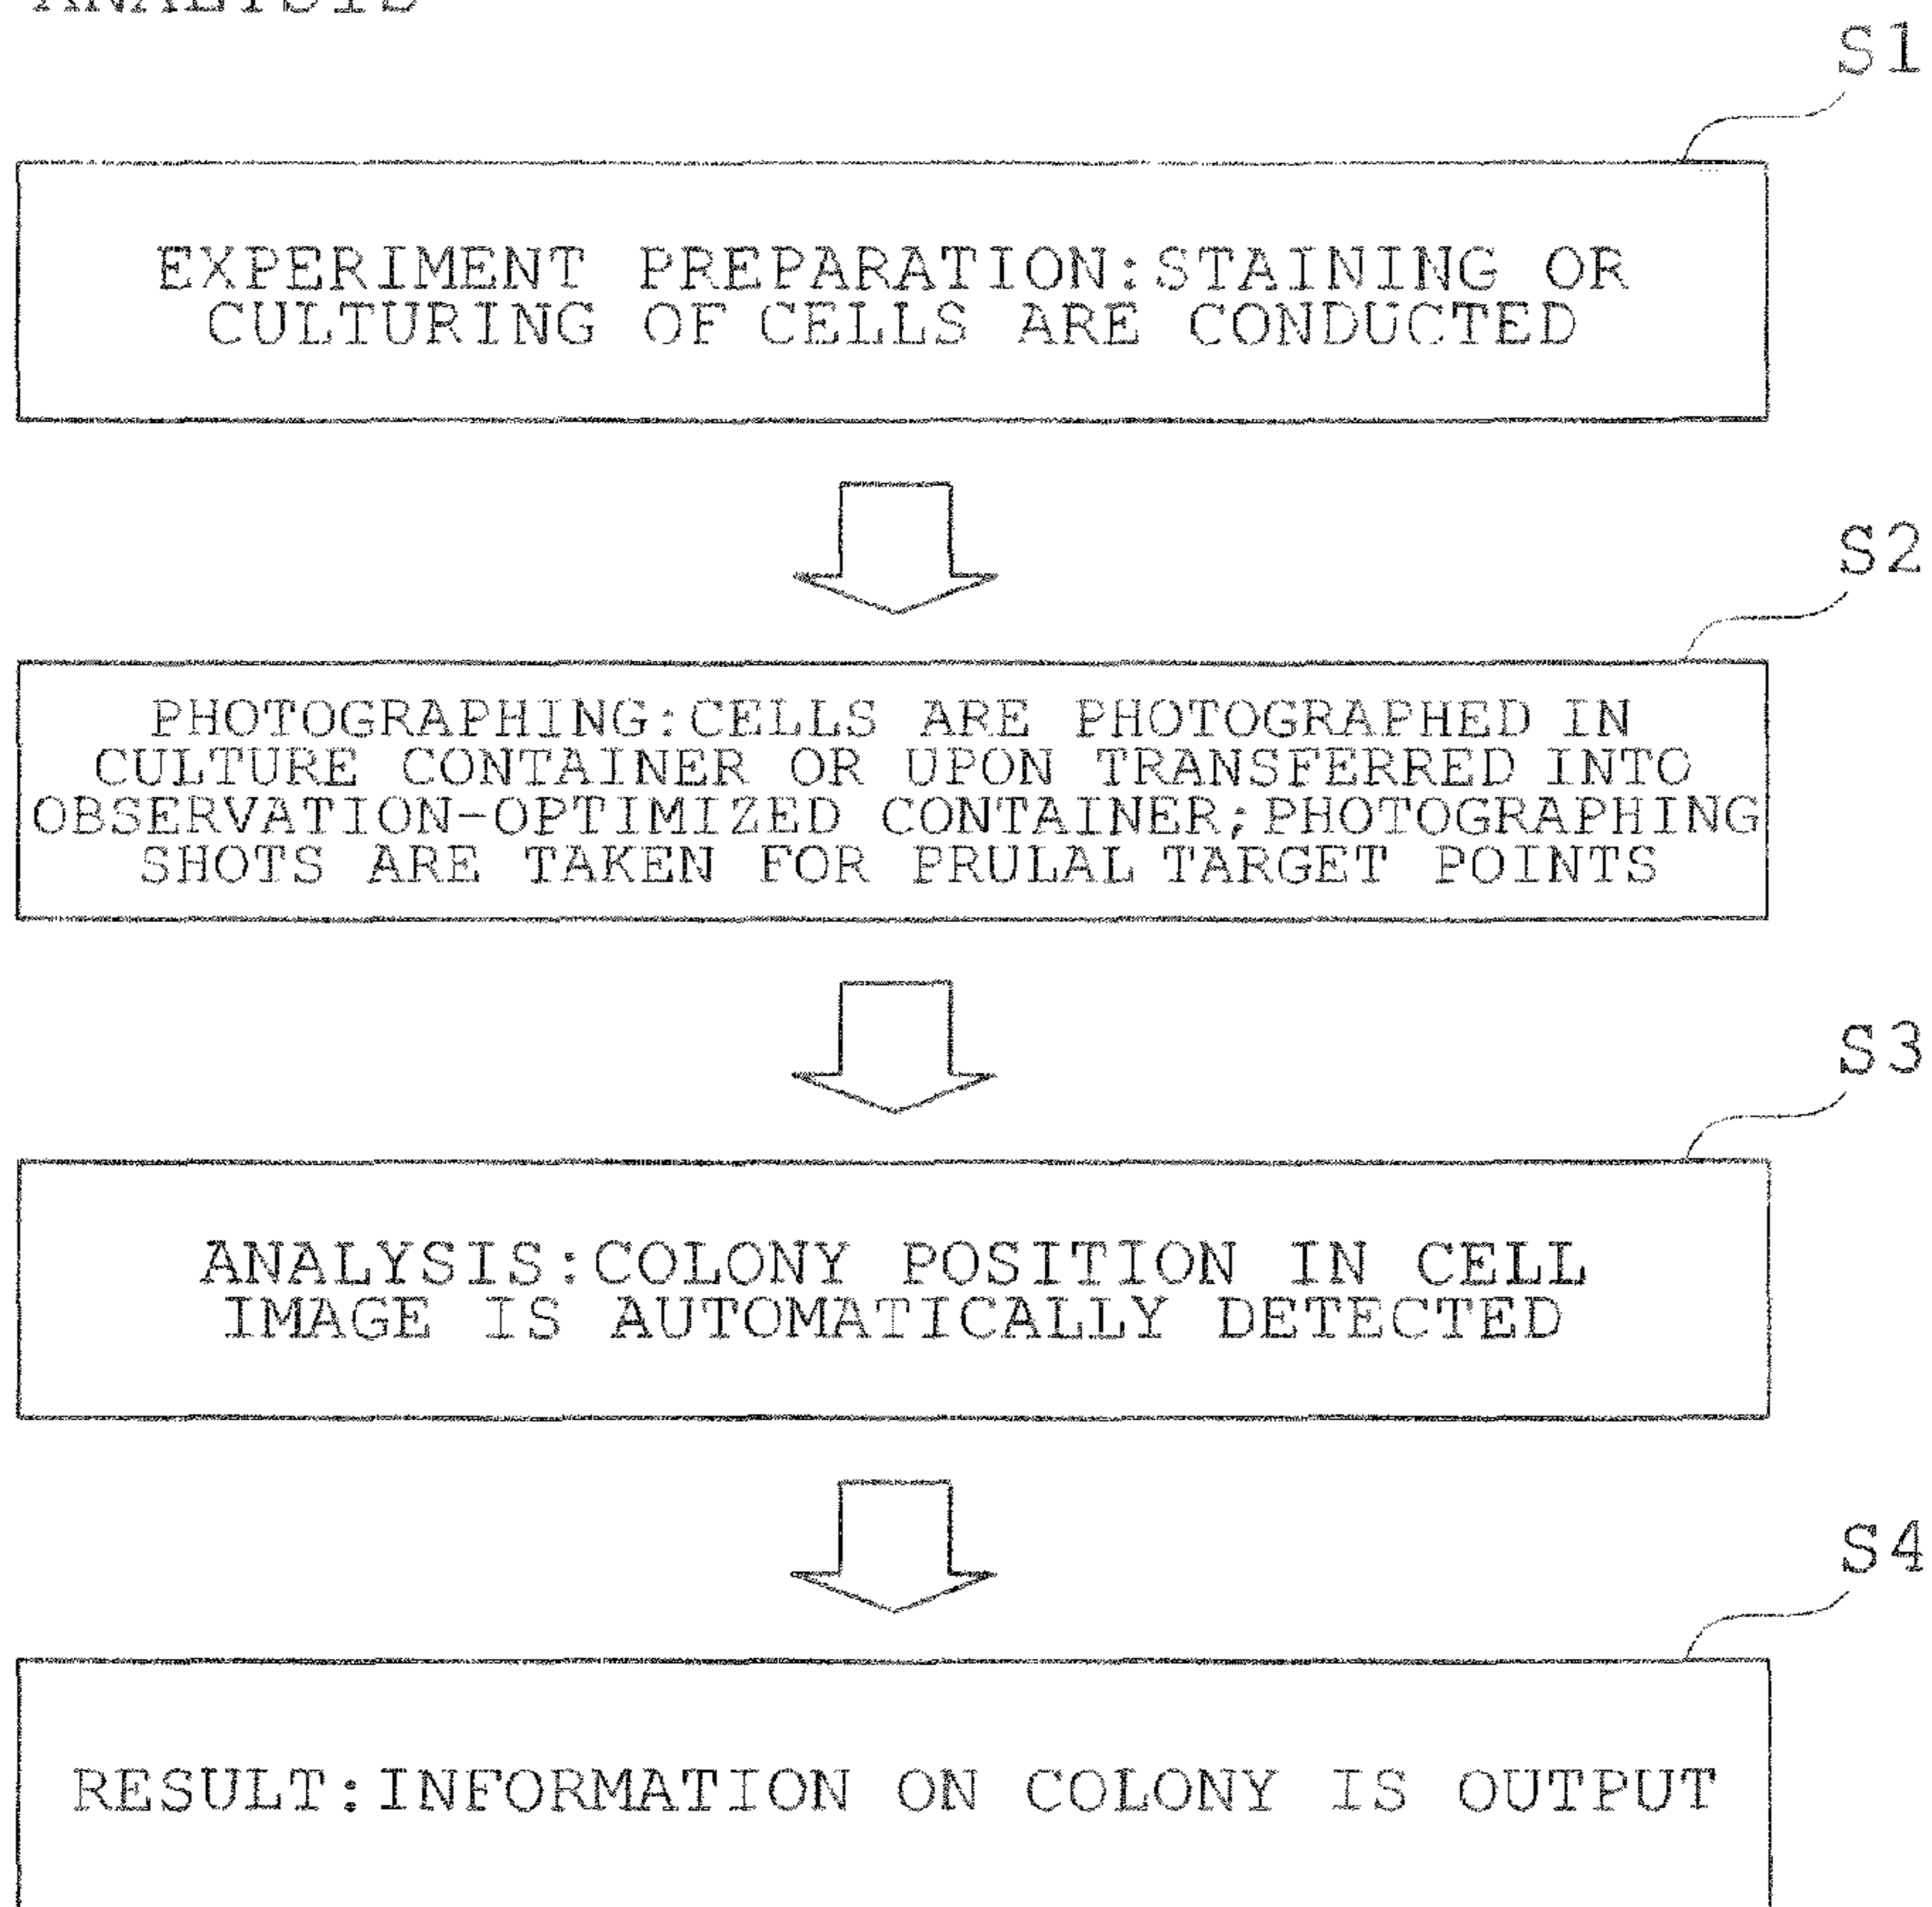 ANALYSIS
S1
EXPERIMENT PREPARATION:STAINING OR
CULTURING OF CELLS ARE CONDUCTED
S2
PHOTOGRAPHING:CELLS ARE PHOTOGRAPHED IN
CULTURE CONTAINER OR UPON TRANSFERRED INTO
OBSERVATION-OPTIMIZED CONTAINER;PHOTOGRAPHING
SHOTS ARE TAKEN FOR PRULAL TARGET POINTS
S3
ANALYSIS:COLONY POSITION IN CELL
IMAGE IS AUTOMATICALLY DETECTED
S4
RESULT:INFORMATION ON COLONY IS OUTPUT